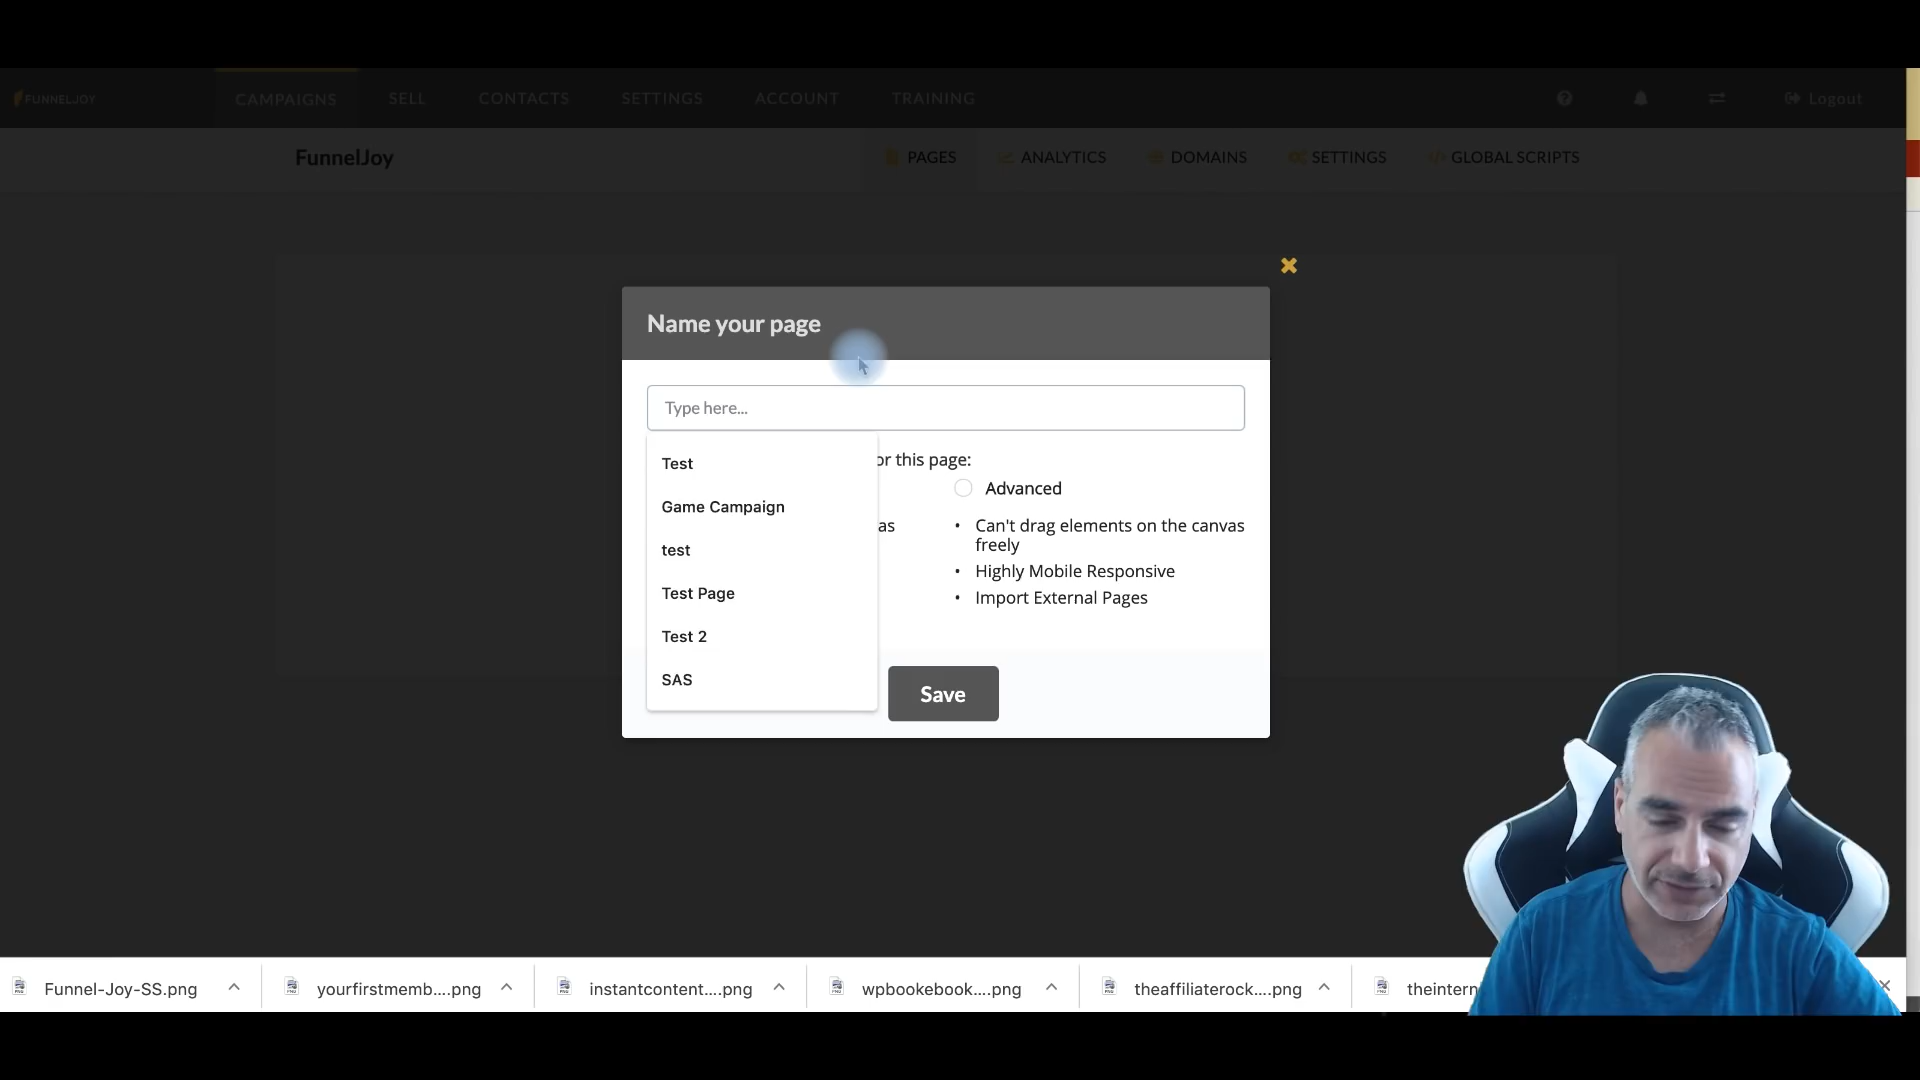 FUNNELJOY
CAMPAIGNS
SELL
CONTACTS
SETTINGS
ACCOUNT
TRAINING
Logout
FunnelJoy
PAGES
ANALYTICS
DOMAINS
SETTINGS
GLOBAL SCRIPTS
Name your page
Type here...
Test
Game Campaign
test
Test Page
Test 2
SAS
or this page:
as
Advanced
• Can't drag elements on the canvas
freely
• Highly Mobile Responsive
• Import External Pages
Save
Funnel-Joy-SS.png
yourfirstmemb....png
instantcontent....png
wpbookebook....png
theaffiliaterock....png
theintern